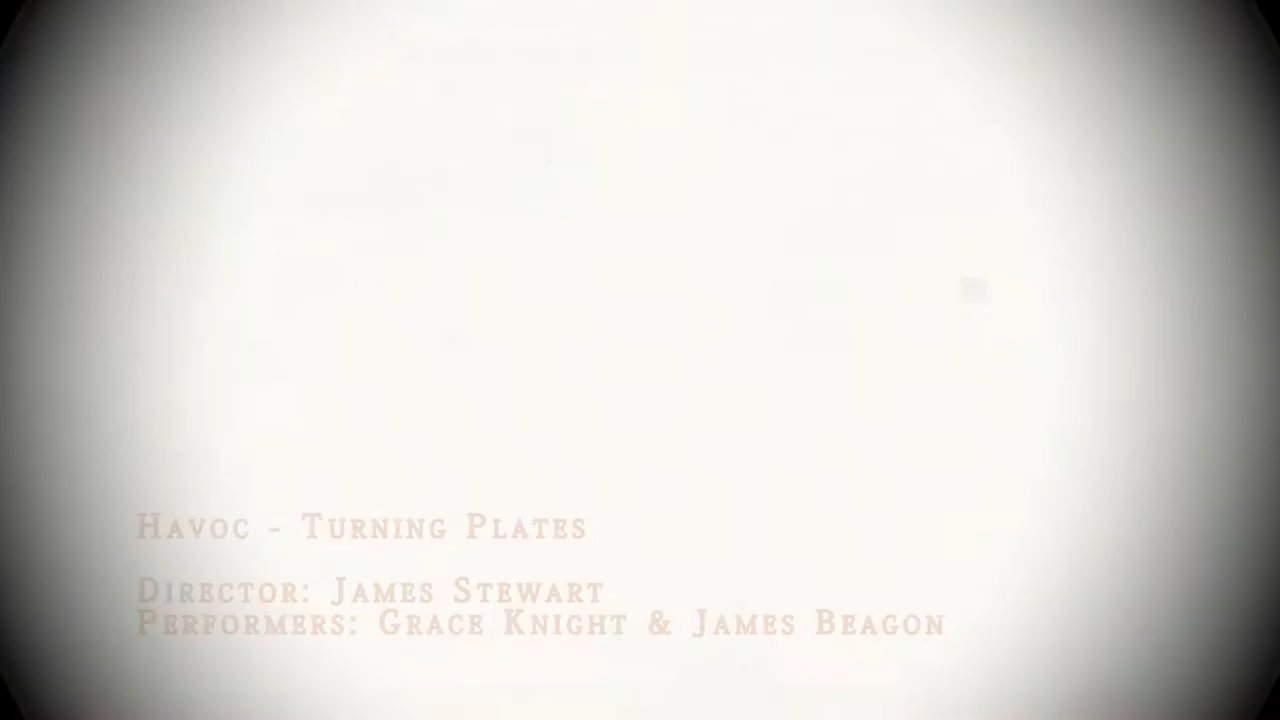 Havoc - Turning Plates
Director: James Stewart
Performers: Grace Knight & James Beagon